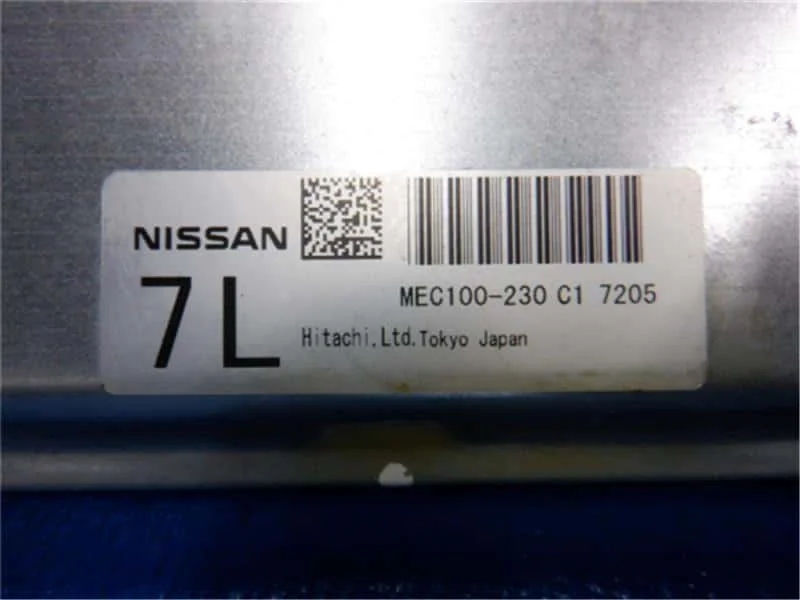 NISSAN
7L
MEC100-230 C1 7205
Hitachi,Ltd.Tokyo Japan